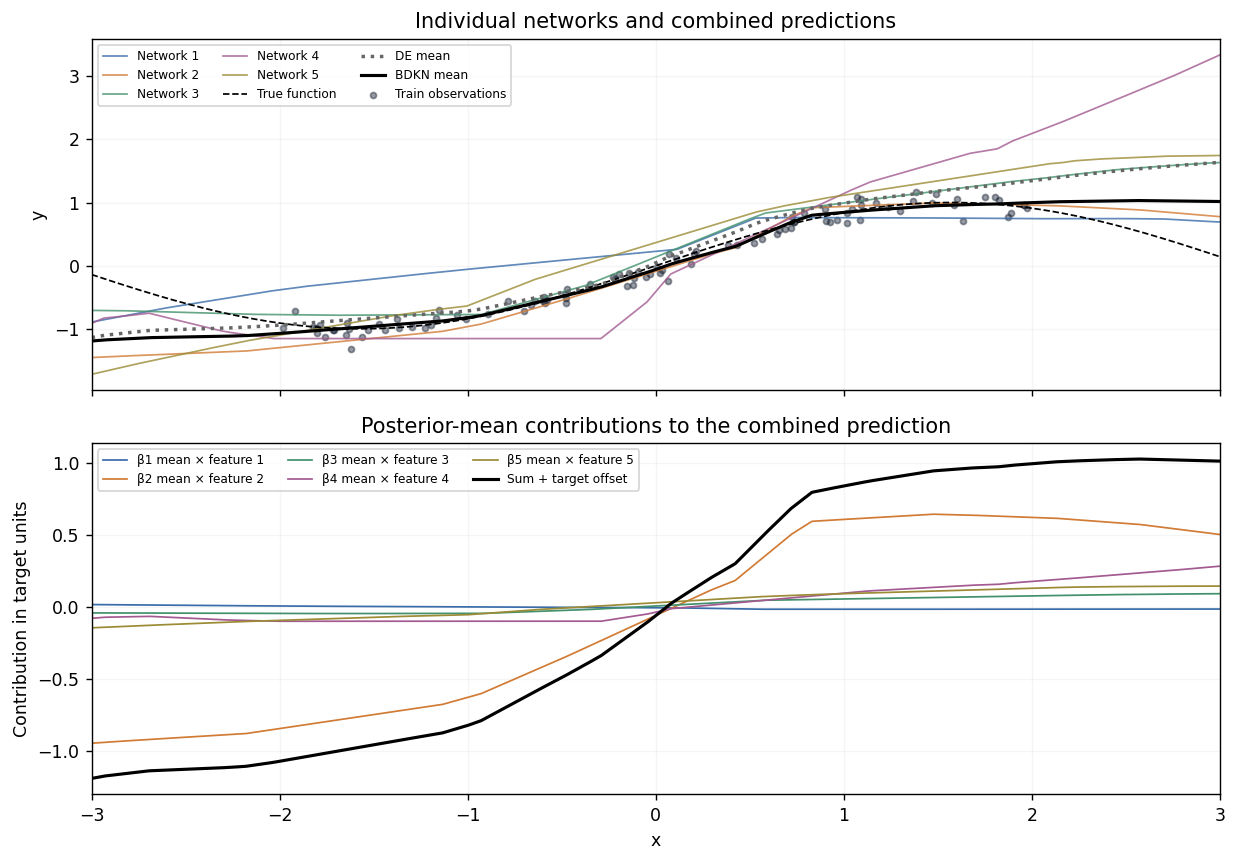 Individual networks and combined predictions
Network 1
Network 2
Network 3
Network 4
Network 5
True function
DE mean
BDKN mean
Train observations
y
3
2
1
0
−1
Posterior-mean contributions to the combined prediction
β1 mean × feature 1
β2 mean × feature 2
β3 mean × feature 3
β4 mean × feature 4
β5 mean × feature 5
Sum + target offset
Contribution in target units
1.0
0.5
0.0
−0.5
−1.0
−3 −2 −1 0 1 2 3
x